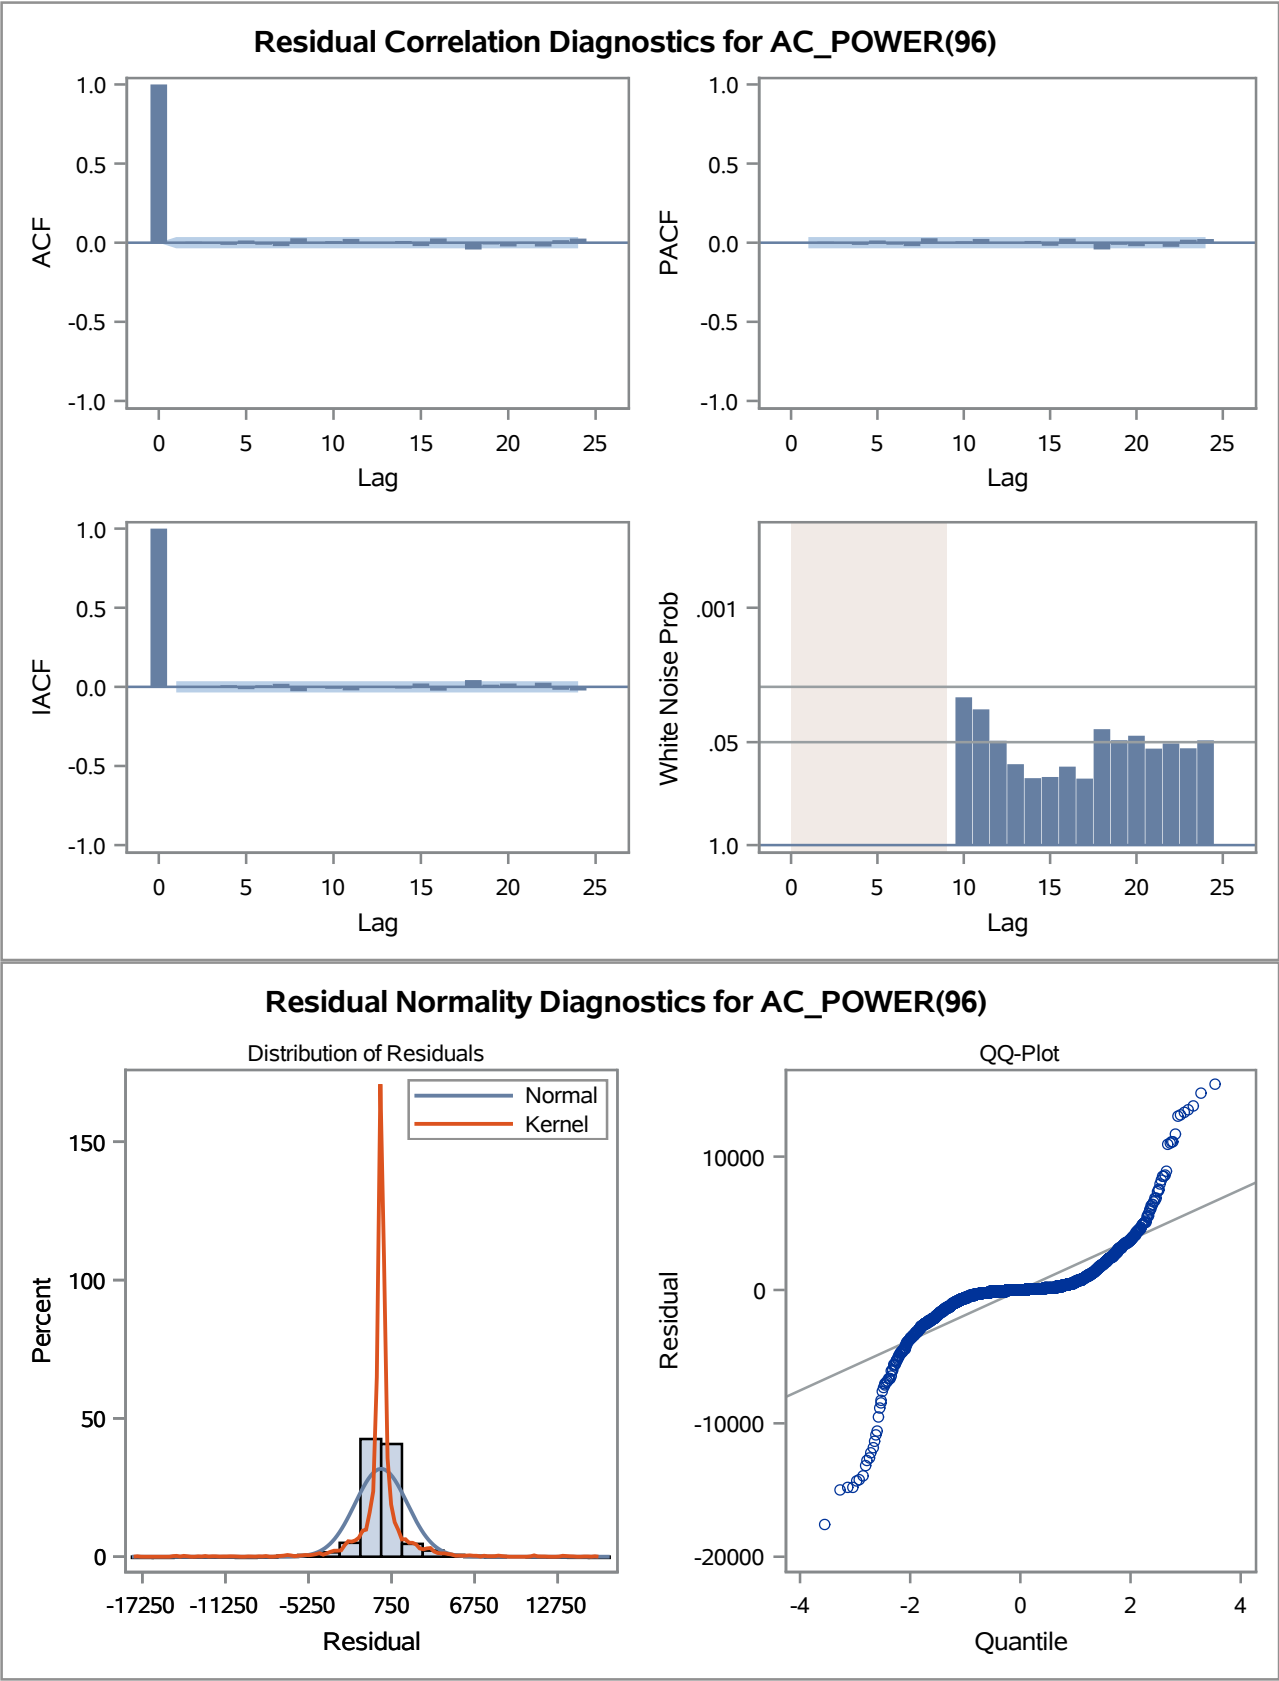 Residual Correlation Diagnostics for AC_POWER(96)
1.0
0.5
0.0
-0.5
-1.0
ACF
0 5 10 15 20 25
Lag
1.0
0.5
0.0
-0.5
-1.0
PACF
0 5 10 15 20 25
Lag
1.0
0.5
0.0
-0.5
-1.0
IACF
0 5 10 15 20 25
Lag
.001
.05
1.0
White Noise Prob
0 5 10 15 20 25
Lag
Residual Normality Diagnostics for AC_POWER(96)
Distribution of Residuals
Normal
Kernel
150
100
50
0
Percent
-17250 -11250 -5250 750 6750 12750
Residual
QQ-Plot
10000
0
-10000
-20000
Residual
-4 -2 0 2 4
Quantile